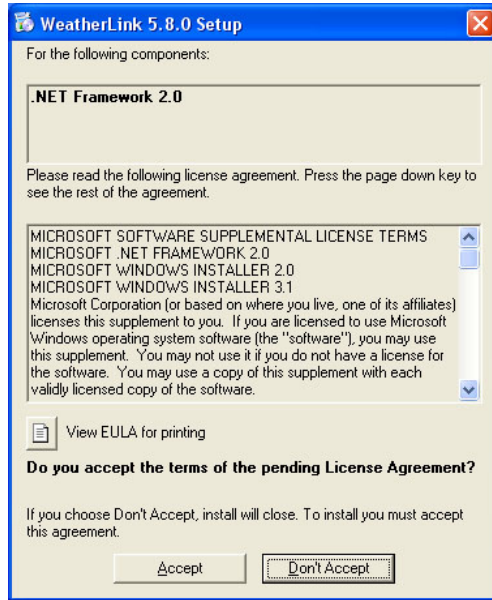 WeatherLink 5.8.0 Setup
For the following components:
.NET Framework 2.0
Please read the following license agreement. Press the page down key to
see the rest of the agreement.
MICROSOFT SOFTWARE SUPPLEMENTAL LICENSE TERMS
MICROSOFT .NET FRAMEWORK 2.0
MICROSOFT WINDOWS INSTALLER 2.0
MICROSOFT WINDOWS INSTALLER 3.1
Microsoft Corporation (or based on where you live, one of its affiliates)
licenses this supplement to you.  If you are licensed to use Microsoft
Windows operating system software (the "software"), you may use
this supplement.  You may not use it if you do not have a license for
the software.  You may use a copy of this supplement with each
validly licensed copy of the software.
View EULA for printing
Do you accept the terms of the pending License Agreement?
If you choose Don't Accept, install will close. To install you must accept
this agreement.
Accept
Don't Accept